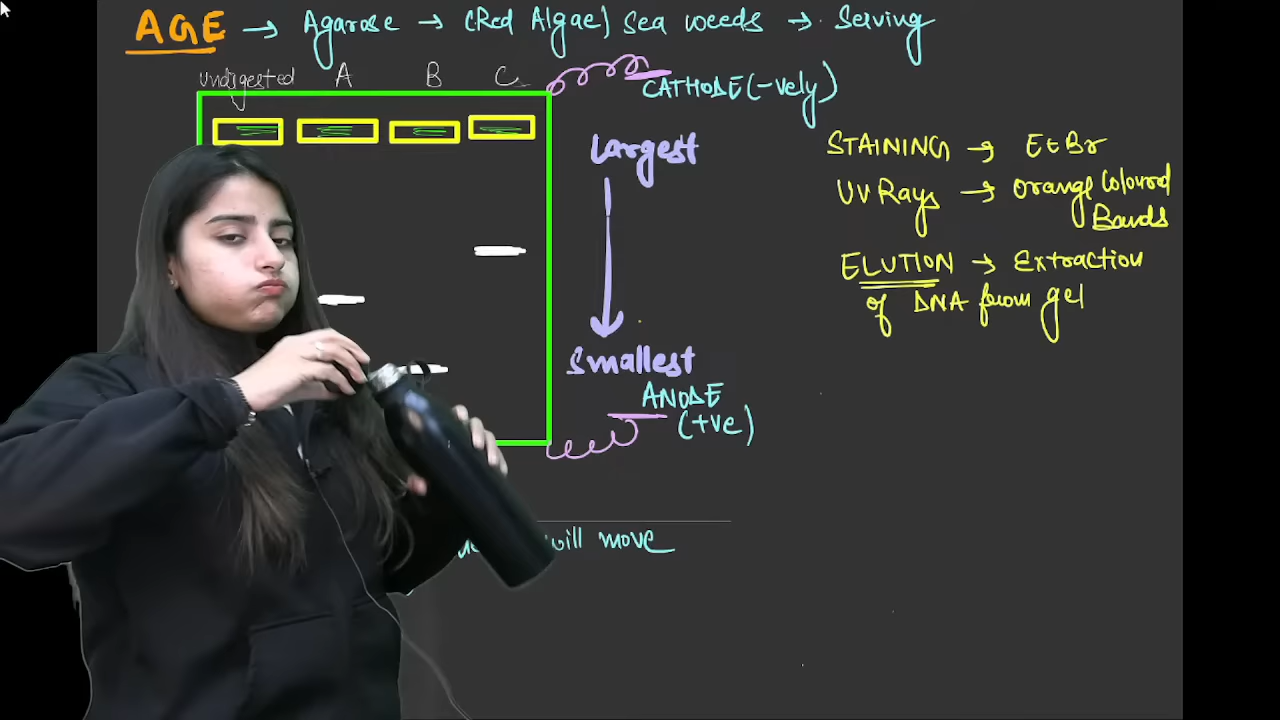 AGE → Agarose → (Red Algae) Sea weeds → Serving
undigested A B C
CATHODE (-vely)
Largest
Smallest
ANODE
(+ve)
STAINING → EtBr
UV Rays → Orange Coloured
Bands
ELUTION → Extraction
of DNA from gel
will move